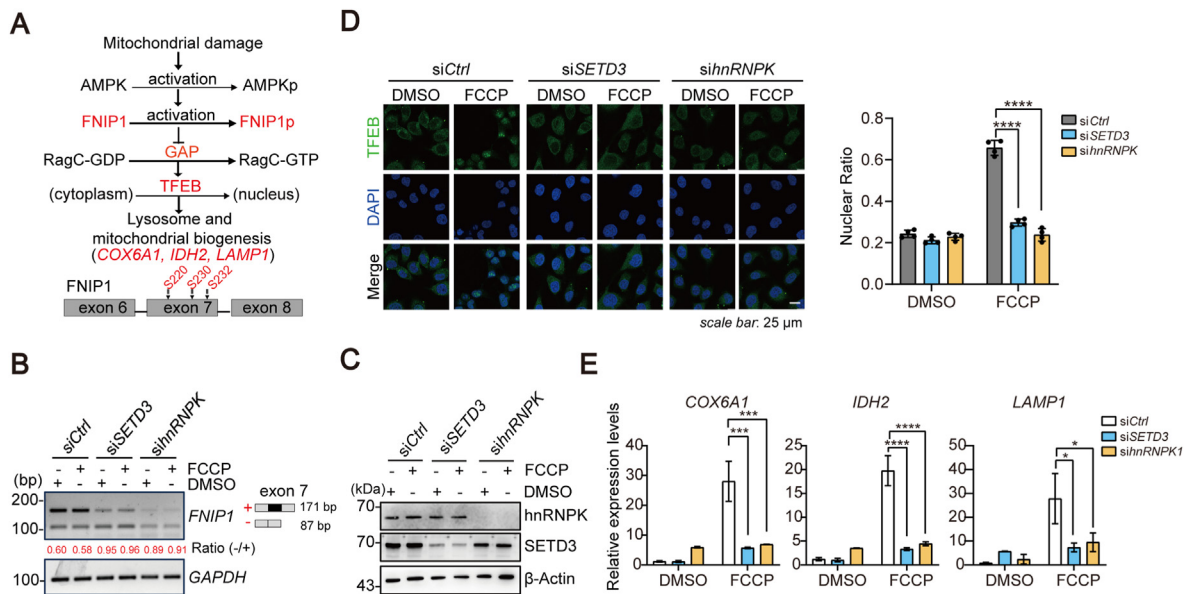 A
Mitochondrial damage
activation
AMPK
AMPKp
activation
FNIP1
FNIP1p
GAP
RagC-GDP
RagC-GTP
TFEB
(cytoplasm)
(nucleus)
Lysosome and
mitochondrial biogenesis
(COX6A1, IDH2, LAMP1)
S220
S230
S232
FNIP1
exon 6
exon 7
exon 8
B
siCtrl
siSETD3
sihnRNPK
- + - + - + FCCP
(bp) + - + - + - DMSO
200
100
FNIP1
exon 7
+ 171 bp
- 87 bp
0.60 0.58 0.95 0.96 0.89 0.91 Ratio (-/+)
100
GAPDH
C
siCtrl
siSETD3
sihnRNPK
- + - + - + FCCP
(kDa) + - + - + - DMSO
70
hnRNPK
70
SETD3
43
β-Actin
D
siCtrl siSETD3 sihnRNPK
DMSO FCCP DMSO FCCP DMSO FCCP
TFEB
DAPI
Merge
scale bar: 25 μm
siCtrl
siSETD3
sihnRNPK
****
****
Nuclear Ratio
0.8
0.6
0.4
0.2
0.0
DMSO FCCP
E
Relative expression levels
COX6A1
***
***
40
30
20
10
0
DMSO FCCP
IDH2
****
****
25
20
15
10
5
0
DMSO FCCP
LAMP1
*
*
50
40
30
20
10
0
DMSO FCCP
siCtrl
siSETD3
sihnRNPK1